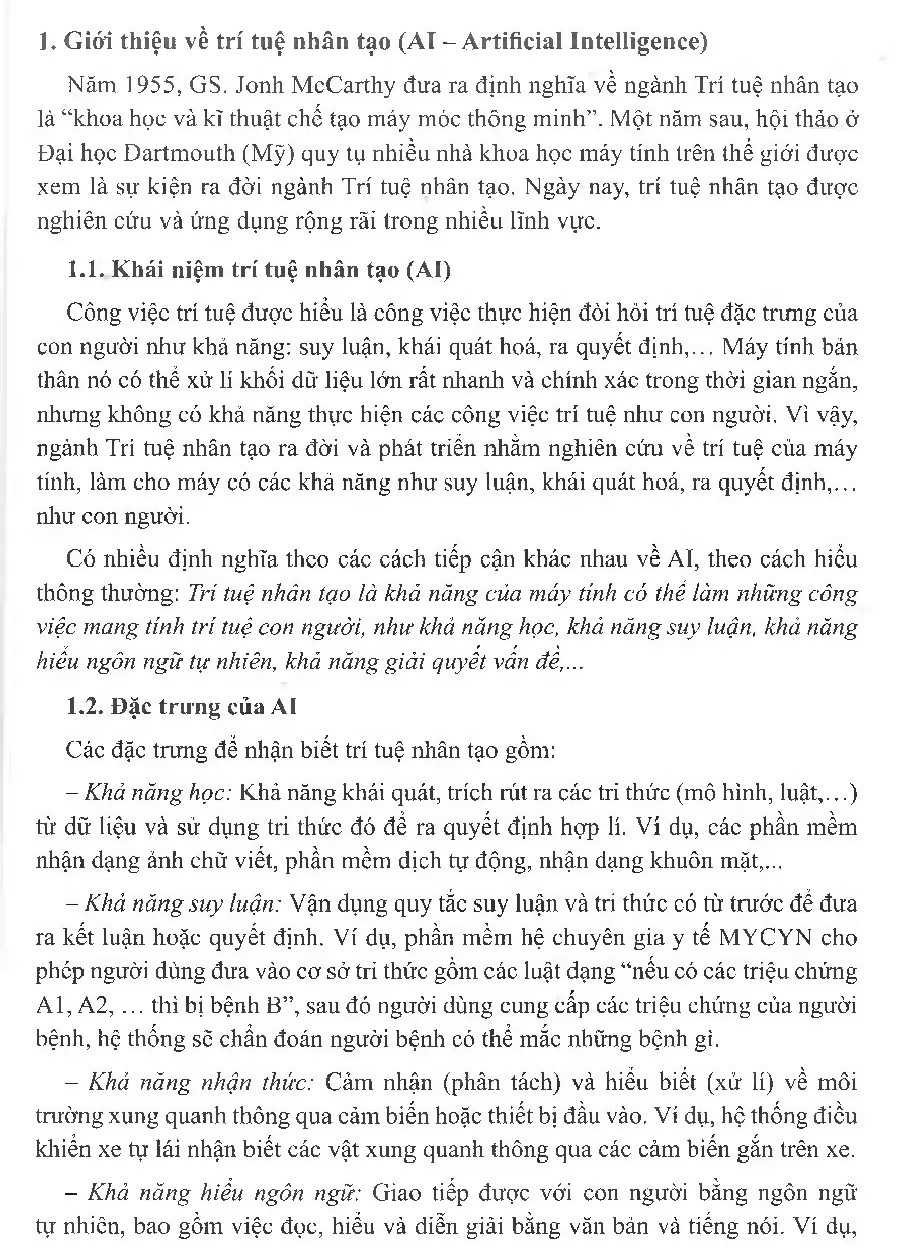 1. Giới thiệu về trí tuệ nhân tạo (AI – Artificial Intelligence)
Năm 1955, GS. Jonh McCarthy đưa ra định nghĩa về ngành Trí tuệ nhân tạo
là “khoa học và kĩ thuật chế tạo máy móc thông minh”. Một năm sau, hội thảo ở
Đại học Dartmouth (Mỹ) quy tụ nhiều nhà khoa học máy tính trên thế giới được
xem là sự kiện ra đời ngành Trí tuệ nhân tạo. Ngày nay, trí tuệ nhân tạo được
nghiên cứu và ứng dụng rộng rãi trong nhiều lĩnh vực.
1.1. Khái niệm trí tuệ nhân tạo (AI)
Công việc trí tuệ được hiểu là công việc thực hiện đòi hỏi trí tuệ đặc trưng của
con người như khả năng: suy luận, khái quát hoá, ra quyết định,... Máy tính bản
thân nó có thể xử lí khối dữ liệu lớn rất nhanh và chính xác trong thời gian ngắn,
nhưng không có khả năng thực hiện các công việc trí tuệ như con người. Vì vậy,
ngành Trí tuệ nhân tạo ra đời và phát triển nhằm nghiên cứu về trí tuệ của máy
tính, làm cho máy có các khả năng như suy luận, khái quát hoá, ra quyết định,...
như con người.
Có nhiều định nghĩa theo các cách tiếp cận khác nhau về AI, theo cách hiểu
thông thường: Trí tuệ nhân tạo là khả năng của máy tính có thể làm những công
việc mang tính trí tuệ con người, như khả năng học, khả năng suy luận, khả năng
hiểu ngôn ngữ tự nhiên, khả năng giải quyết vấn đề,...
1.2. Đặc trưng của AI
Các đặc trưng để nhận biết trí tuệ nhân tạo gồm:
– Khả năng học: Khả năng khái quát, trích rút ra các tri thức (mô hình, luật,...)
từ dữ liệu và sử dụng tri thức đó để ra quyết định hợp lí. Ví dụ, các phần mềm
nhận dạng ảnh chữ viết, phần mềm dịch tự động, nhận dạng khuôn mặt,...
– Khả năng suy luận: Vận dụng quy tắc suy luận và tri thức có từ trước để đưa
ra kết luận hoặc quyết định. Ví dụ, phần mềm hệ chuyên gia y tế MYCYN cho
phép người dùng đưa vào cơ sở tri thức gồm các luật dạng “nếu có các triệu chứng
A1, A2, ... thì bị bệnh B”, sau đó người dùng cung cấp các triệu chứng của người
bệnh, hệ thống sẽ chẩn đoán người bệnh có thể mắc những bệnh gì.
– Khả năng nhận thức: Cảm nhận (phân tách) và hiểu biết (xử lí) về môi
trường xung quanh thông qua cảm biến hoặc thiết bị đầu vào. Ví dụ, hệ thống điều
khiển xe tự lái nhận biết các vật xung quanh thông qua các cảm biến gắn trên xe.
– Khả năng hiểu ngôn ngữ: Giao tiếp được với con người bằng ngôn ngữ
tự nhiên, bao gồm việc đọc, hiểu và diễn giải bằng văn bản và tiếng nói. Ví dụ,